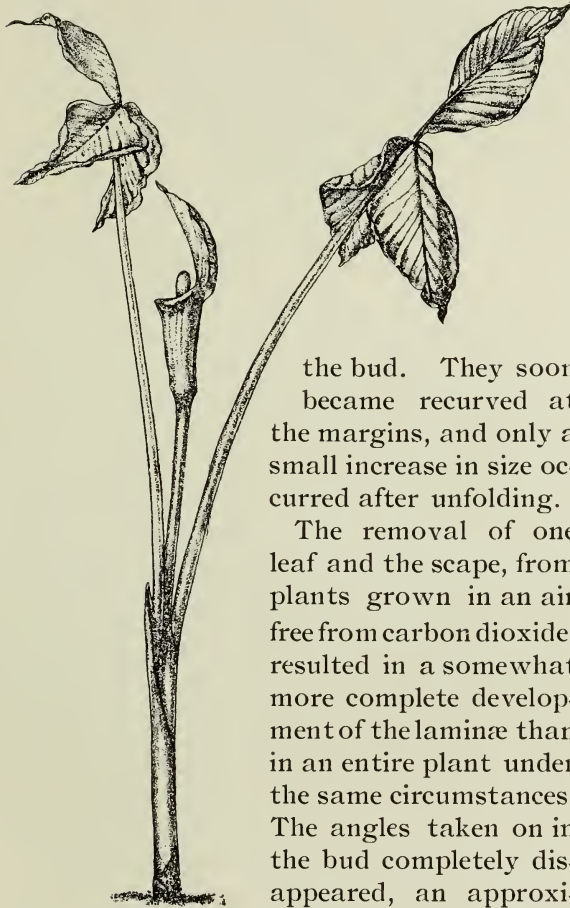 the bud. They soon
became recurved at
the margins, and only a
small increase in size oc-
curred after unfolding.
The removal of one
leaf and the scape, from
plants grown in an air
free from carbon dioxide
resulted in a somewhat
more complete develop-
ment of the laminæ than
in an entire plant under
the same circumstances
The angles taken on in
the bud completely dis-
appeared, an approxi-